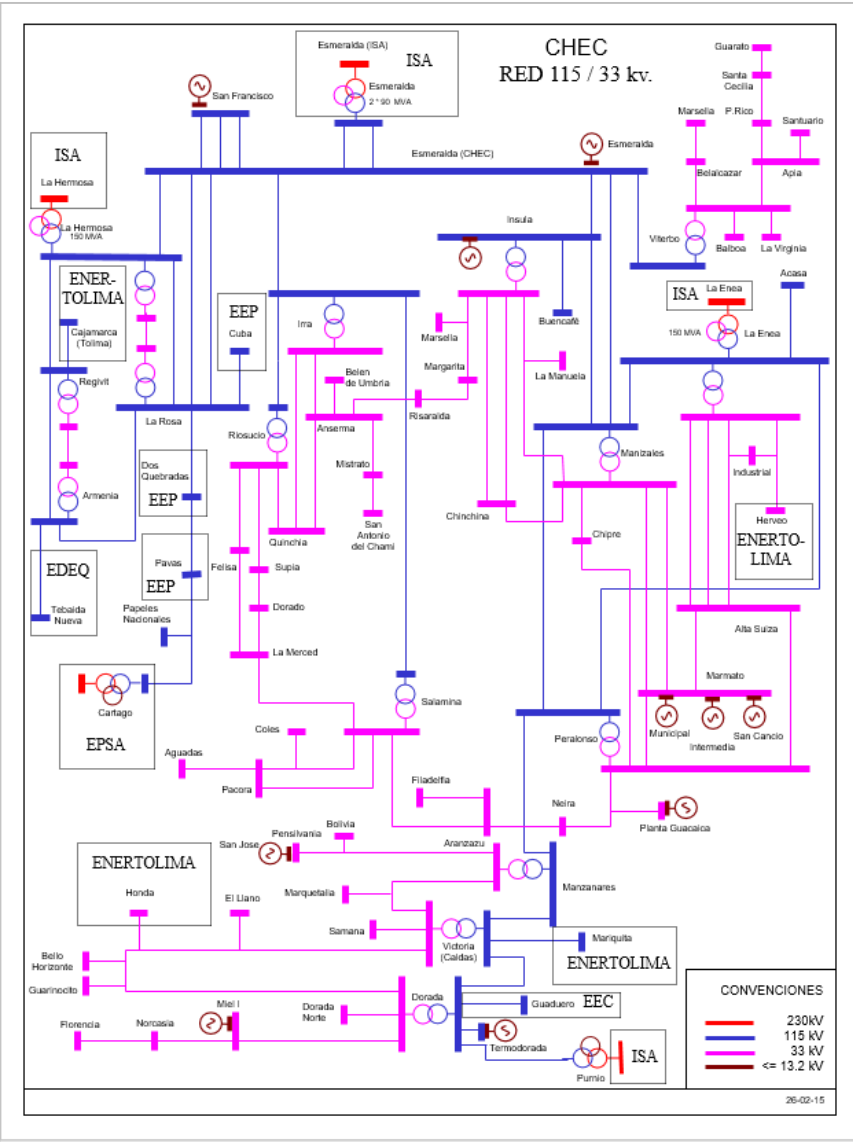 CHEC
RED 115 / 33 kv.
Esmeralda (ISA)
ISA
Esmeralda
2 * 90 MVA
San Francisco
Guarato
Santa
Cecilia
Marsella
P.Rico
Santuario
Belalcazar
Apia
ISA
La Hermosa
La Hermosa
150 MVA
Esmeralda (CHEC)
Esmeralda
Insula
Viterbo
Balboa
La Virginia
ENER-
TOLIMA
Cajamarca
(Tolima)
Regivit
EEP
Cuba
Irra
Marsella
Buencafé
ISA
La Enea
150 MVA
La Enea
Acasa
Margarita
La Manuela
Belen
de Umbria
Risaralda
La Rosa
Riosucio
Anserma
Manizales
Dos
Quebradas
EEP
Mistrato
Industrial
Armenia
San
Antonio
del Chami
Chinchina
Chipre
Herveo
ENERTO-
LIMA
Quinchia
EDEQ
Tebaida
Nueva
Pavas
EEP
Felisa
Supia
Papeles
Nacionales
Dorado
La Merced
Alta Suiza
Marmato
Cartago
EPSA
Salamina
Municipal
Intermedia
San Cancio
Peralonso
Coles
Aguadas
Pacora
Filadelfia
Neira
Planta Guacaica
Bolivia
Pensilvania
San Jose
Aranzazu
Manzanares
ENERTOLIMA
Honda
El Llano
Marquetalia
Samana
Victoria
(Caldas)
Mariquita
ENERTOLIMA
Bello
Horizonte
Guarinocito
Miel I
Dorada
Norte
Dorada
Guaduero
EEC
Florencia
Norcasia
Termodorada
Purnio
ISA
CONVENCIONES
230kV
115 kV
33 kV
<= 13.2 kV
26-02-15